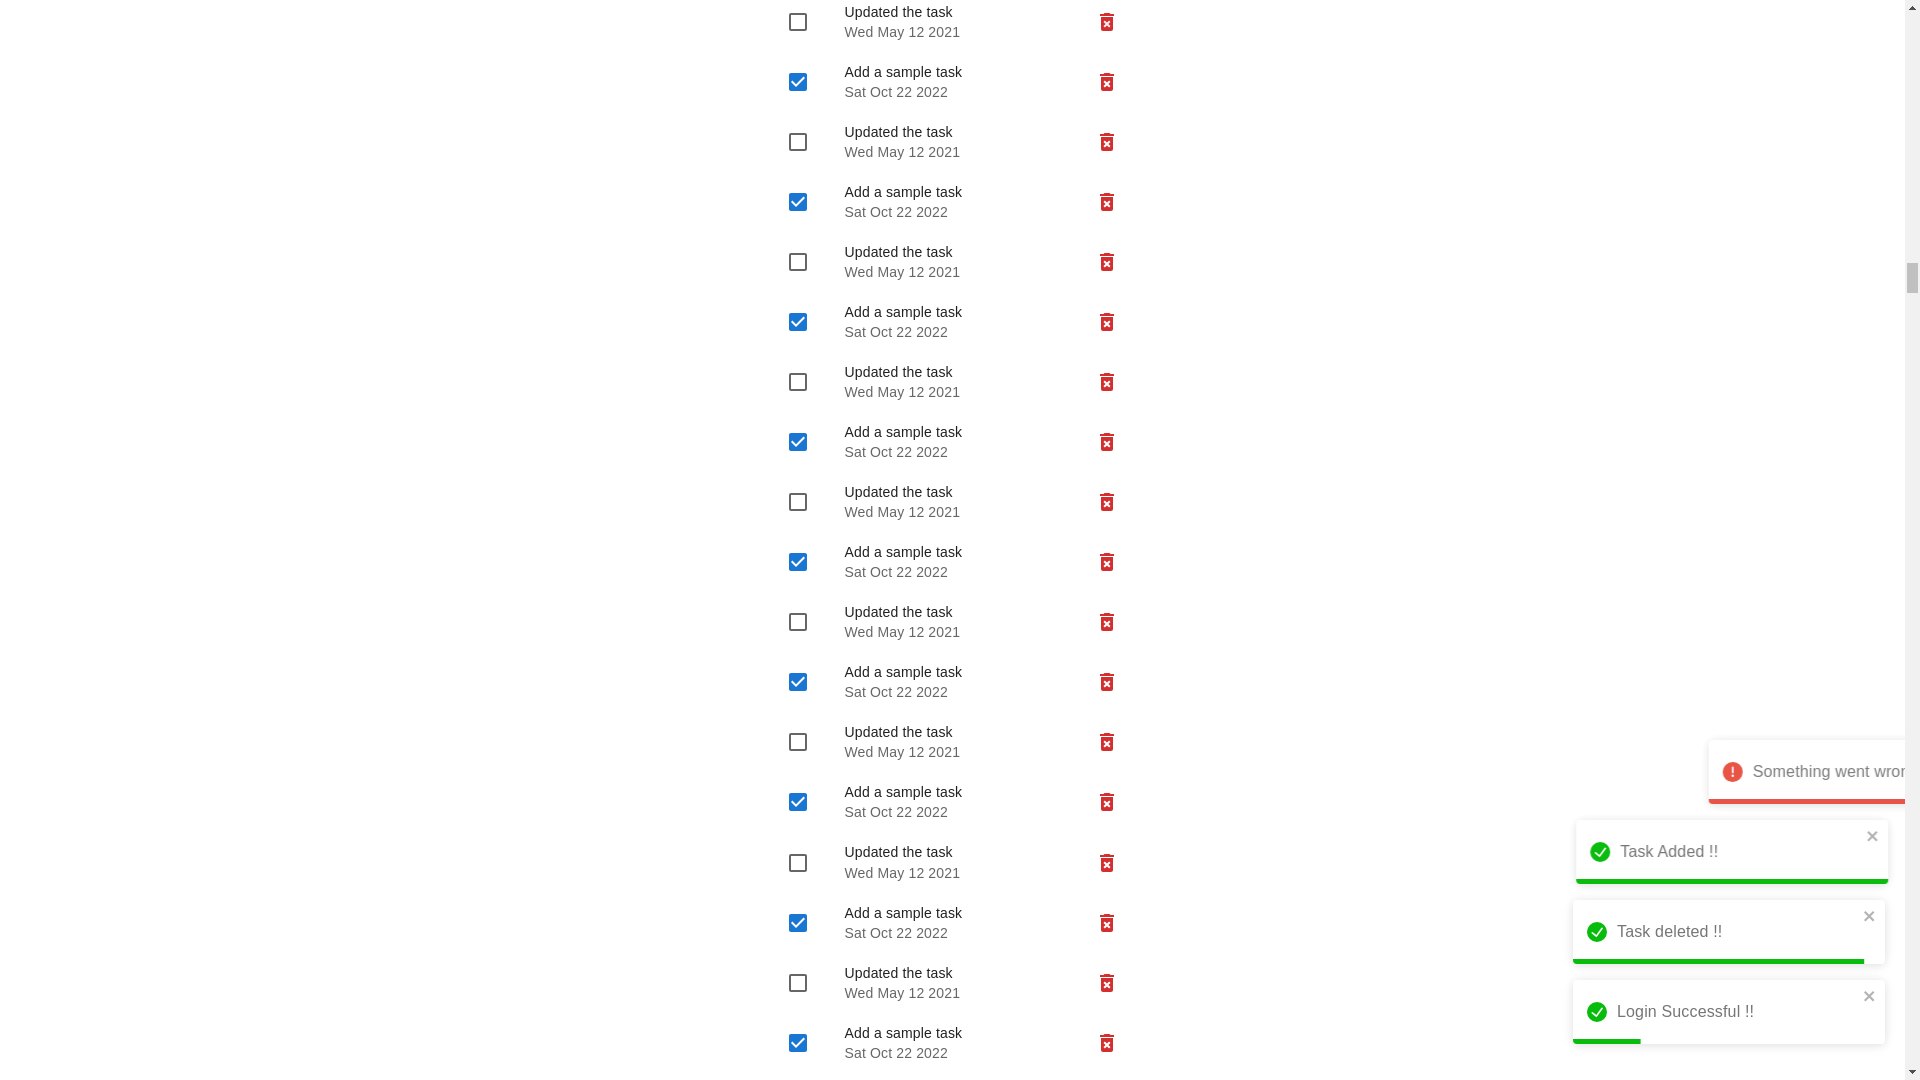 Updated the task
Wed May 12 2021
Add a sample task
Sat Oct 22 2022
Updated the task
Wed May 12 2021
Add a sample task
Sat Oct 22 2022
Updated the task
Wed May 12 2021
Add a sample task
Sat Oct 22 2022
Updated the task
Wed May 12 2021
Add a sample task
Sat Oct 22 2022
Updated the task
Wed May 12 2021
Add a sample task
Sat Oct 22 2022
Updated the task
Wed May 12 2021
Add a sample task
Sat Oct 22 2022
Updated the task
Wed May 12 2021
Add a sample task
Sat Oct 22 2022
Updated the task
Wed May 12 2021
Add a sample task
Sat Oct 22 2022
Updated the task
Wed May 12 2021
Add a sample task
Sat Oct 22 2022
Something went
Task Added !!
Task deleted !!
Login Successful !!